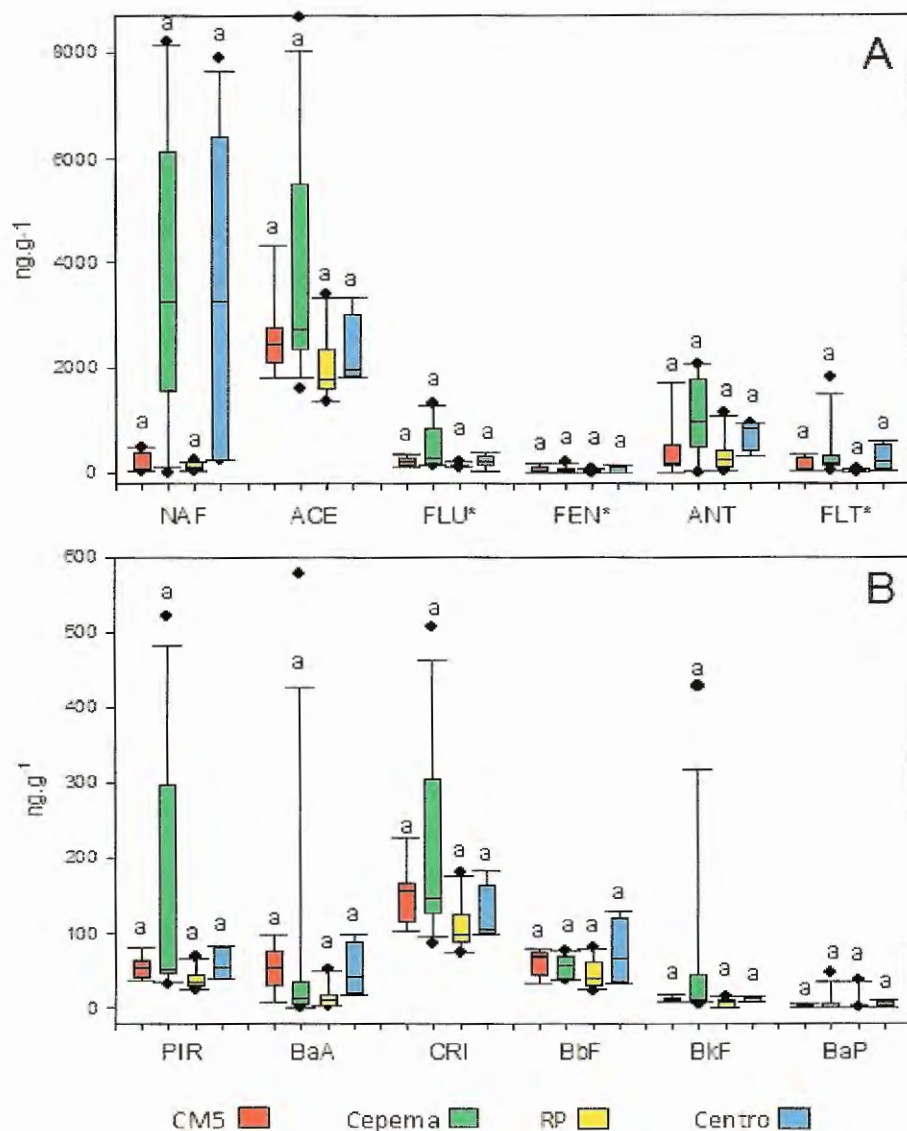 A
ng.g-1
8000
6000
4000
2000
0
a a a a a a a a a a a a a a a a a a a a a a a a
NAF ACE FLU* FEN* ANT FLT*
B
ng.g-1
600
500
400
300
200
100
0
a a a a a a a a a a a a a a a a a a a a a a a a
PIR BaA CRI BbF BkF BaP
CM5 Cepema RP Centro